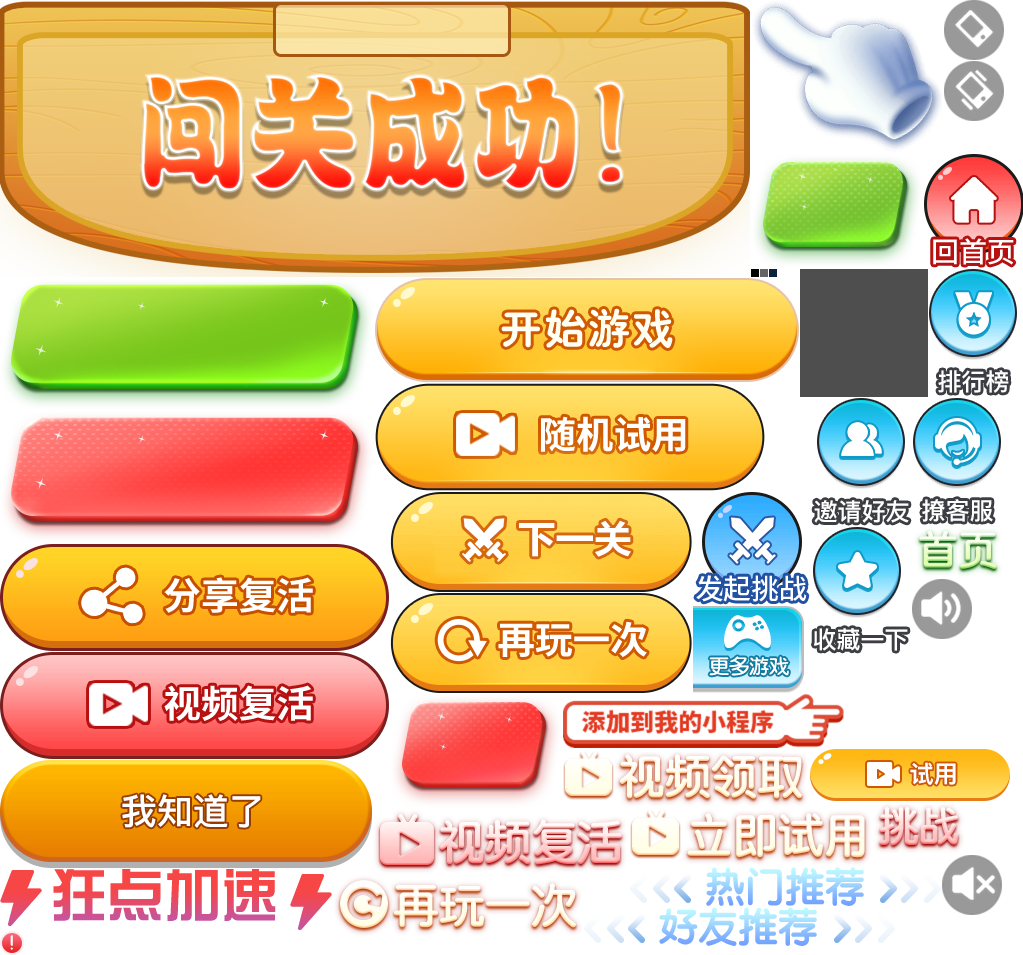 闯关成功!
回首页
开始游戏
排行榜
随机试用
邀请好友
撩客服
下一关
首页
发起挑战
分享复活
再玩一次
收藏一下
更多游戏
视频复活
添加到我的小程序
视频领取
试用
我知道了
视频复活
立即试用
挑战
狂点加速
再玩一次
热门推荐
好友推荐